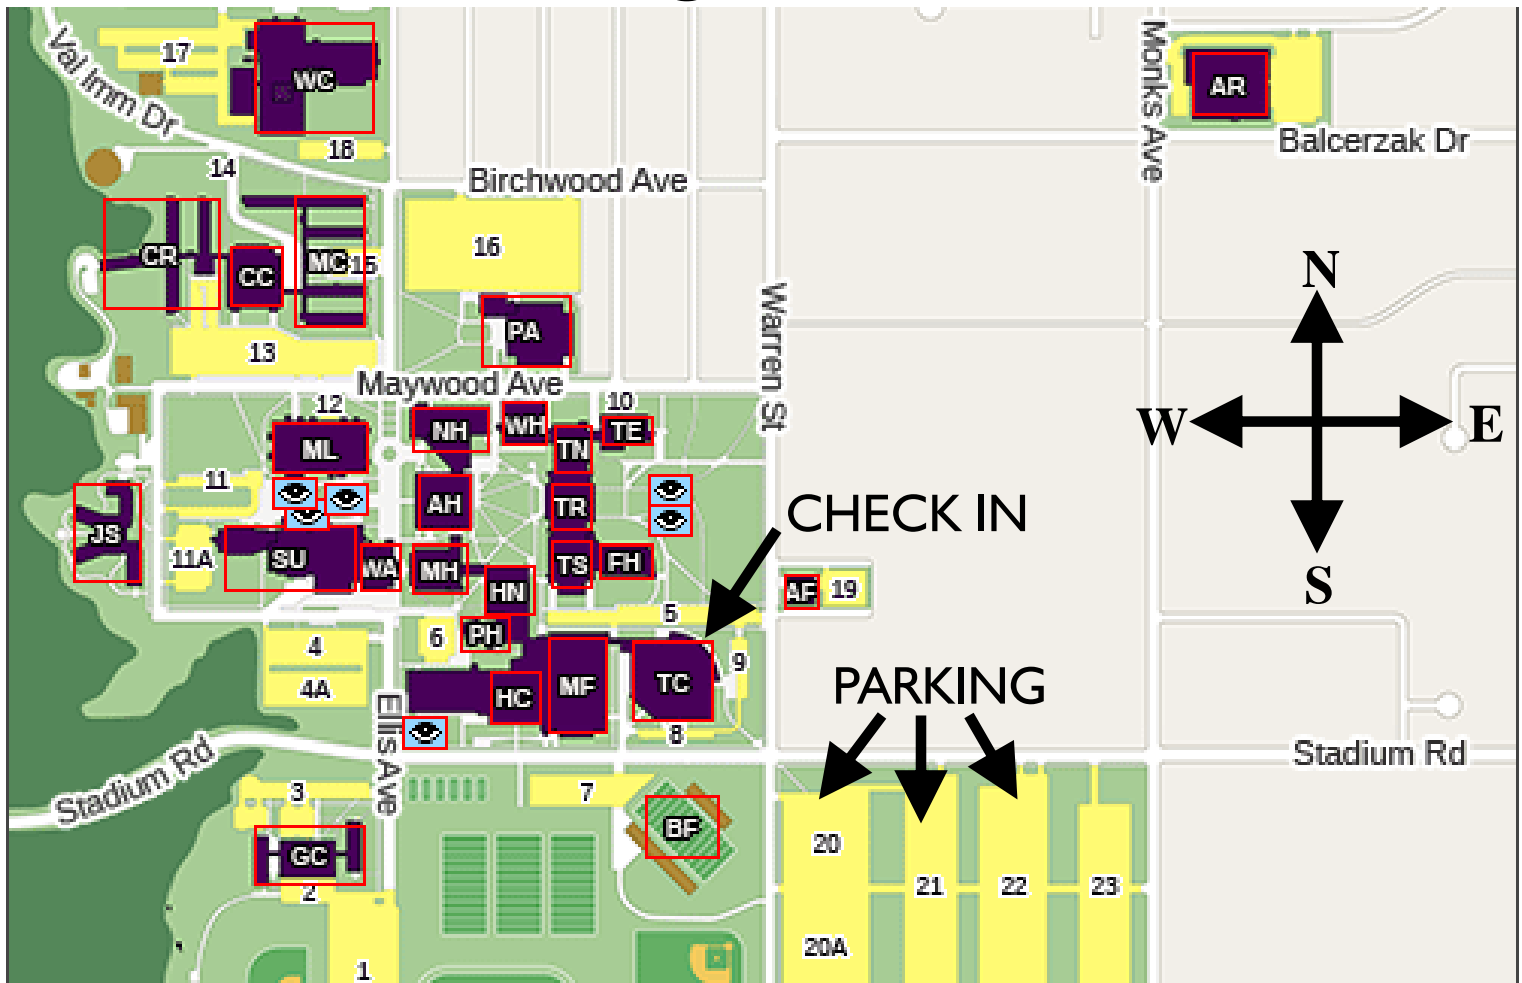 17
Val Imm Dr
WC
18
14
Birchwood Ave
Monks Ave
AR
Balcerzak Dr
CR
CC
MC
15
16
13
PA
Maywood Ave
Warren St
N
W
E
S
12
ML
NH
WH
10
TN
TE
11
AH
TR
JS
11A
SU
WA
MH
HN
TS
FH
CHECK IN
AF
19
5
6
PH
4
4A
HC
MF
TC
9
8
PARKING
Ellis Ave
Stadium Rd
Stadium Rd
3
GC
2
1
7
BF
20
20A
21
22
23